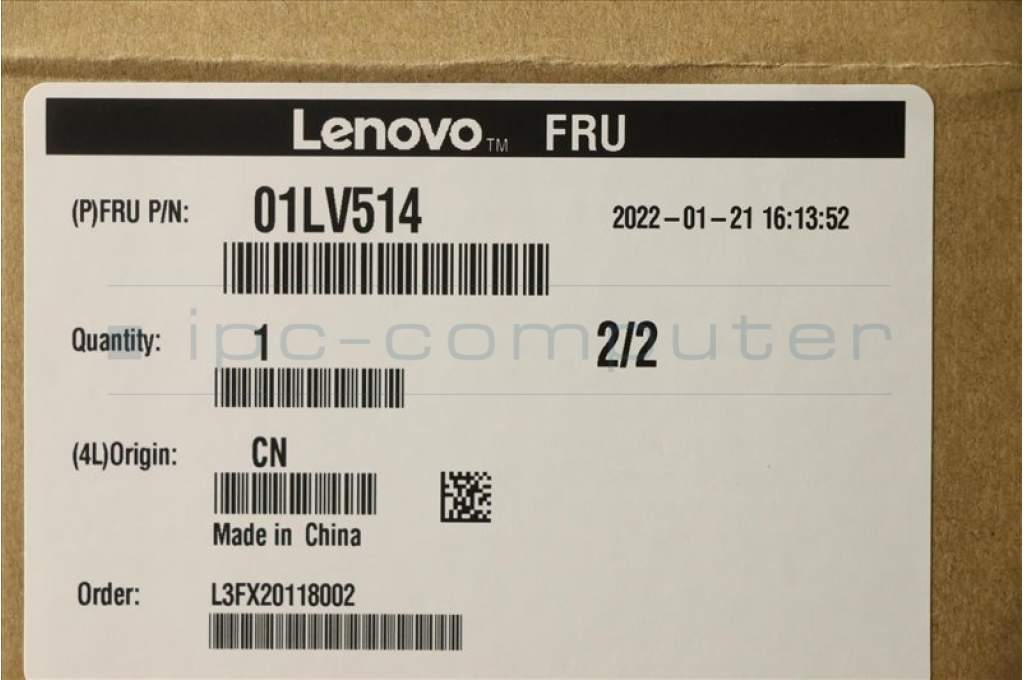 Lenovo™ FRU
(P)FRU P/N: 01LV514 2022-01-21 16:13:52
ipc-computer
Quantity: 1 2/2
(4L)Origin: CN
Made in China
Order: L3FX20118002